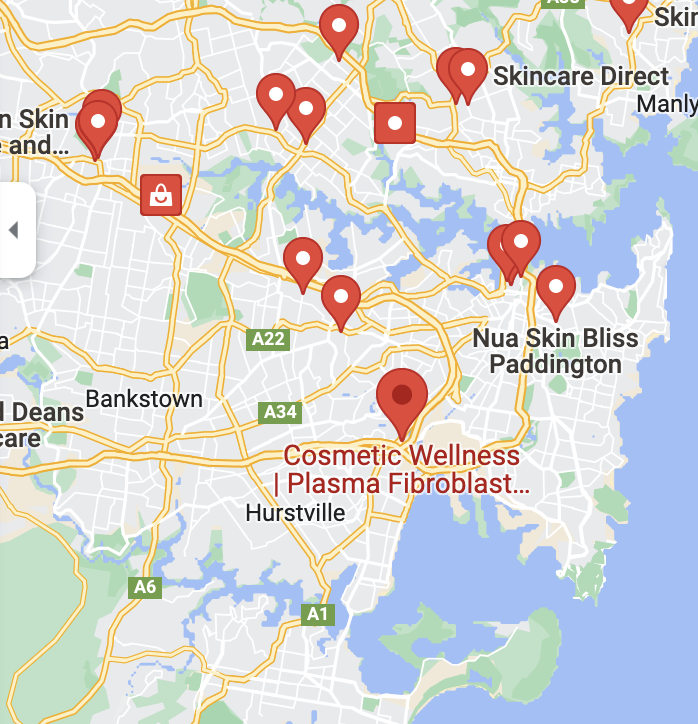 Skin
Skincare Direct
Manly
n Skin
e and...
Nua Skin Bliss
Paddington
A22
a
Bankstown
d Deans
care
A34
Cosmetic Wellness
| Plasma Fibroblast...
Hurstville
A6
A1